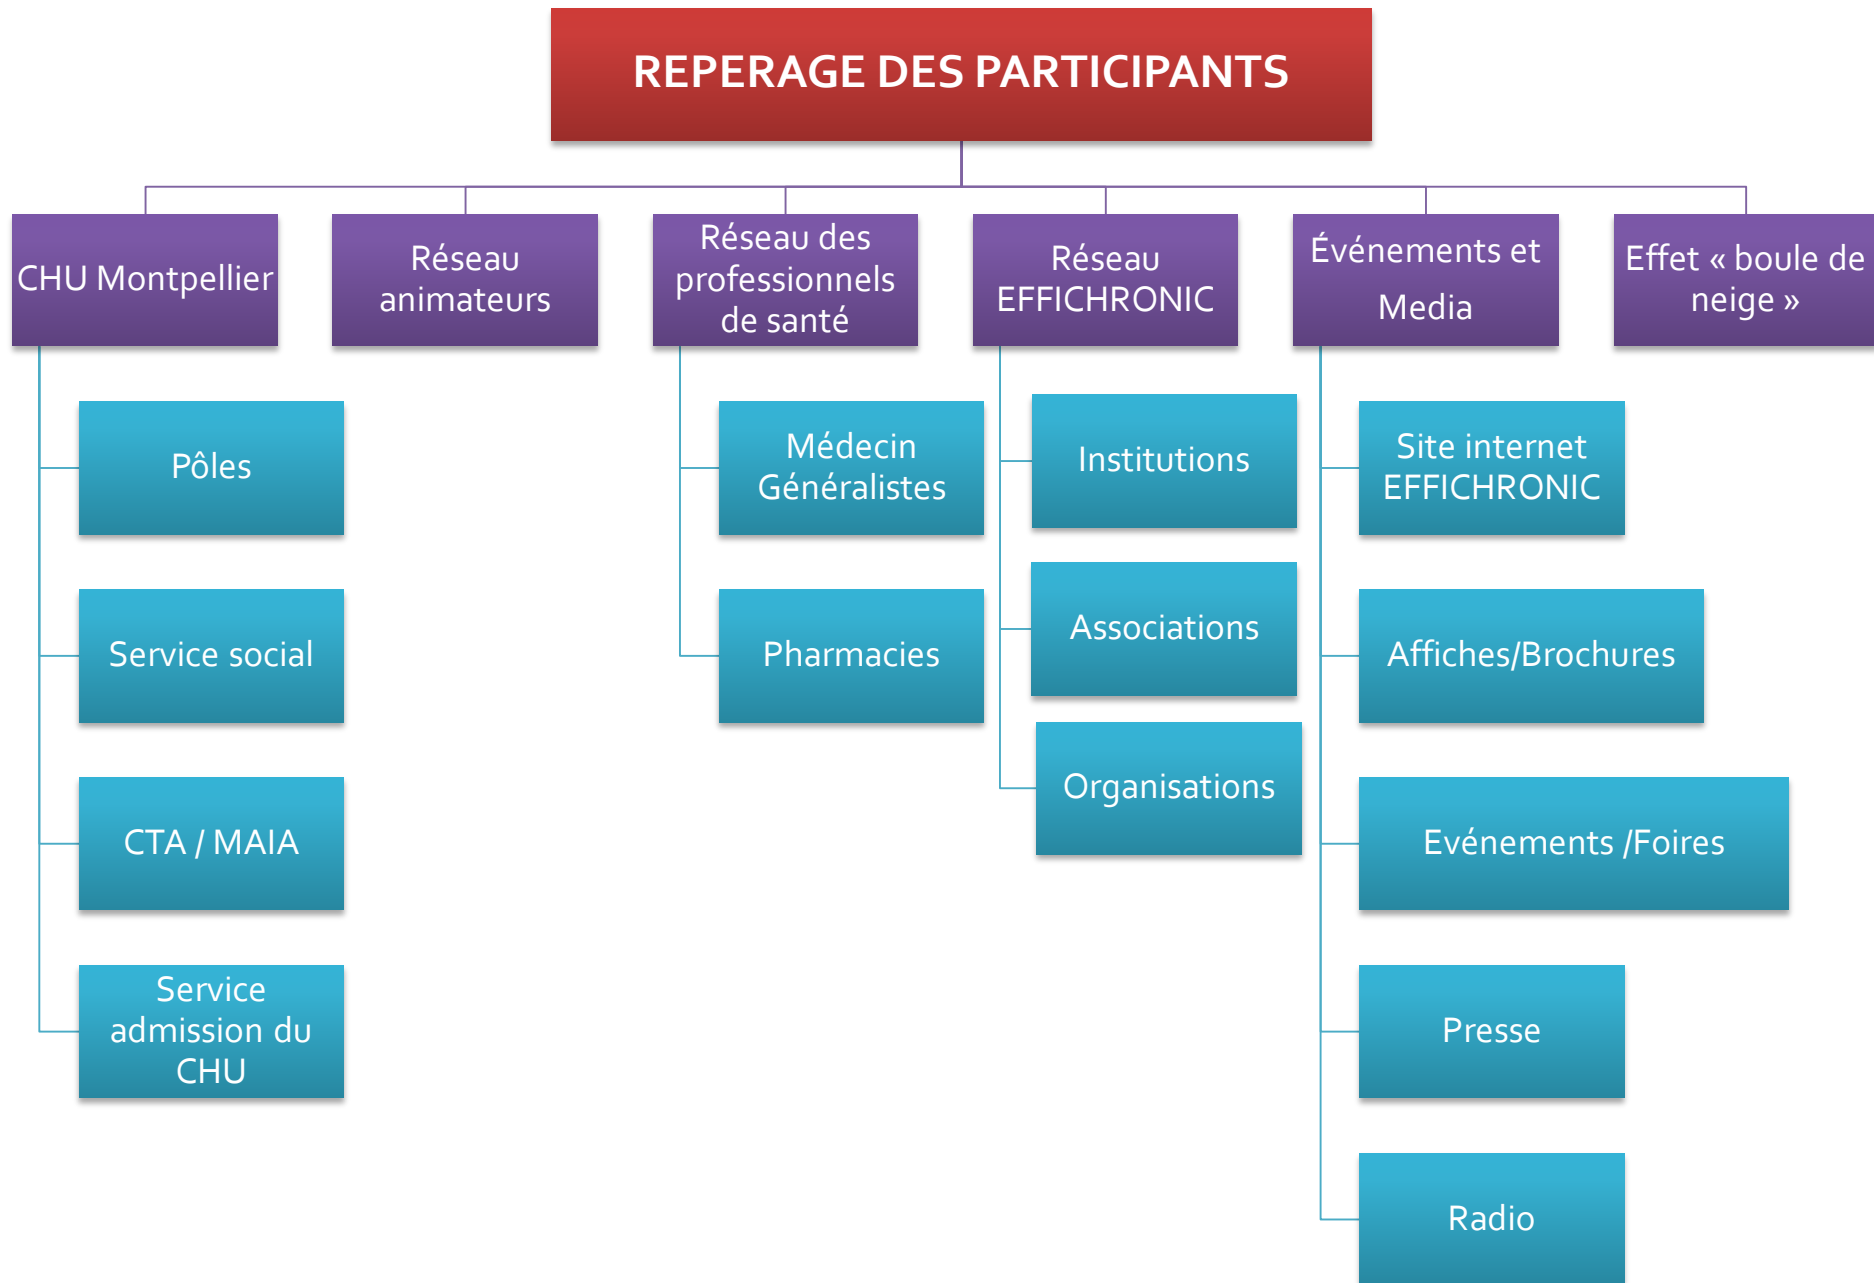 REPERAGE DES PARTICIPANTS
CHU Montpellier
Réseau
animateurs
Réseau des
professionnels
de santé
Réseau
EFFICHRONIC
Événements et
Media
Effet « boule de
neige »
Pôles
Service social
CTA / MAIA
Service
admission du
CHU
Médecin
Généralistes
Pharmacies
Institutions
Associations
Organisations
Site internet
EFFICHRONIC
Affiches/Brochures
Evénements /Foires
Presse
Radio